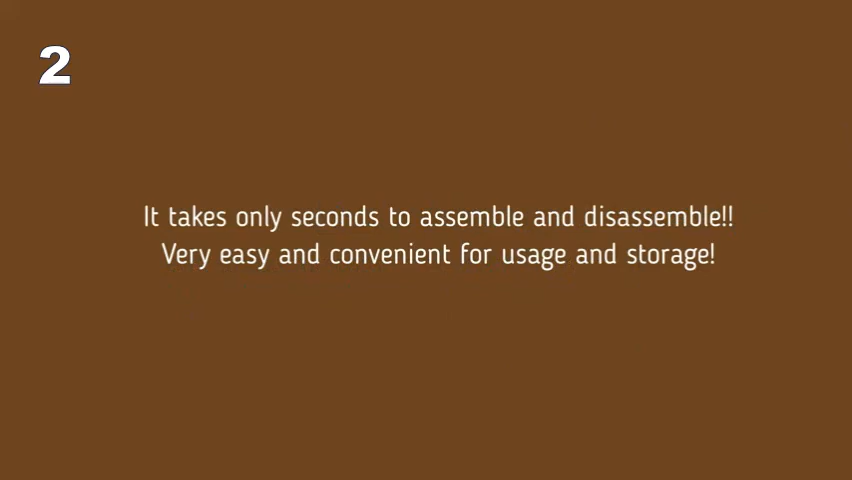 2
It takes only seconds to assemble and disassemble!!
Very easy and convenient for usage and storage!